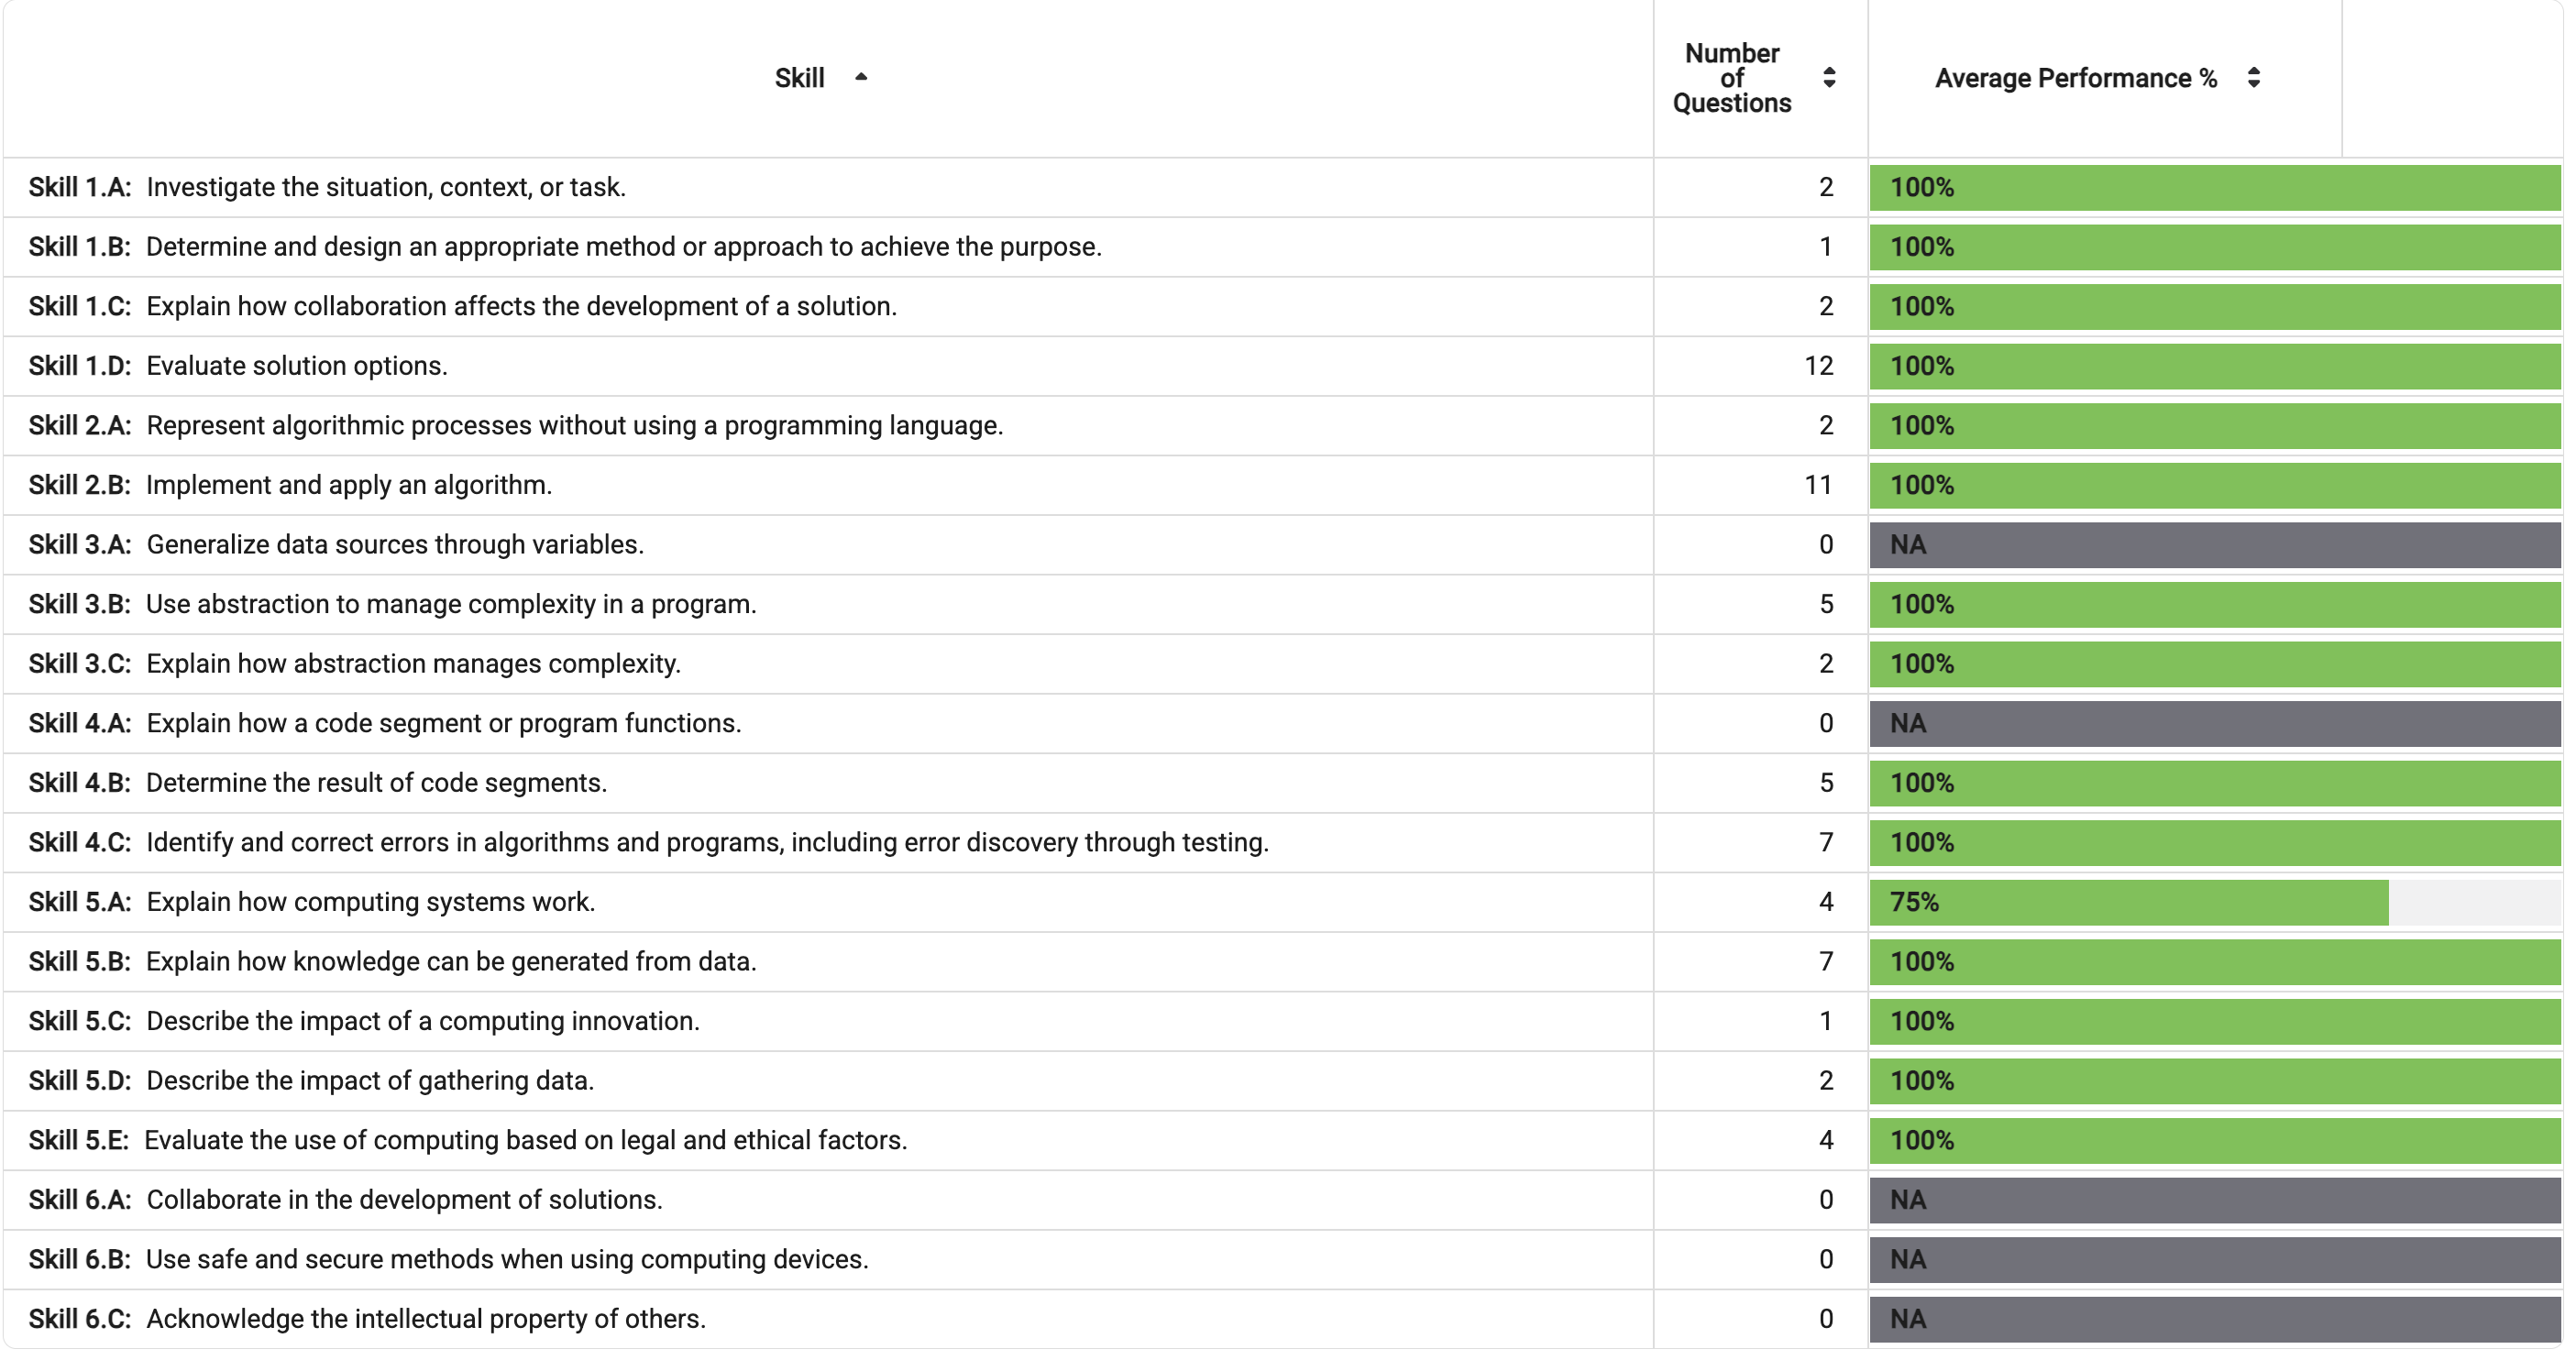 Skill
Number of Questions
Average Performance %
Skill 1.A: Investigate the situation, context, or task. 2 100%
Skill 1.B: Determine and design an appropriate method or approach to achieve the purpose. 1 100%
Skill 1.C: Explain how collaboration affects the development of a solution. 2 100%
Skill 1.D: Evaluate solution options. 12 100%
Skill 2.A: Represent algorithmic processes without using a programming language. 2 100%
Skill 2.B: Implement and apply an algorithm. 11 100%
Skill 3.A: Generalize data sources through variables. 0 NA
Skill 3.B: Use abstraction to manage complexity in a program. 5 100%
Skill 3.C: Explain how abstraction manages complexity. 2 100%
Skill 4.A: Explain how a code segment or program functions. 0 NA
Skill 4.B: Determine the result of code segments. 5 100%
Skill 4.C: Identify and correct errors in algorithms and programs, including error discovery through testing. 7 100%
Skill 5.A: Explain how computing systems work. 4 75%
Skill 5.B: Explain how knowledge can be generated from data. 7 100%
Skill 5.C: Describe the impact of a computing innovation. 1 100%
Skill 5.D: Describe the impact of gathering data. 2 100%
Skill 5.E: Evaluate the use of computing based on legal and ethical factors. 4 100%
Skill 6.A: Collaborate in the development of solutions. 0 NA
Skill 6.B: Use safe and secure methods when using computing devices. 0 NA
Skill 6.C: Acknowledge the intellectual property of others. 0 NA